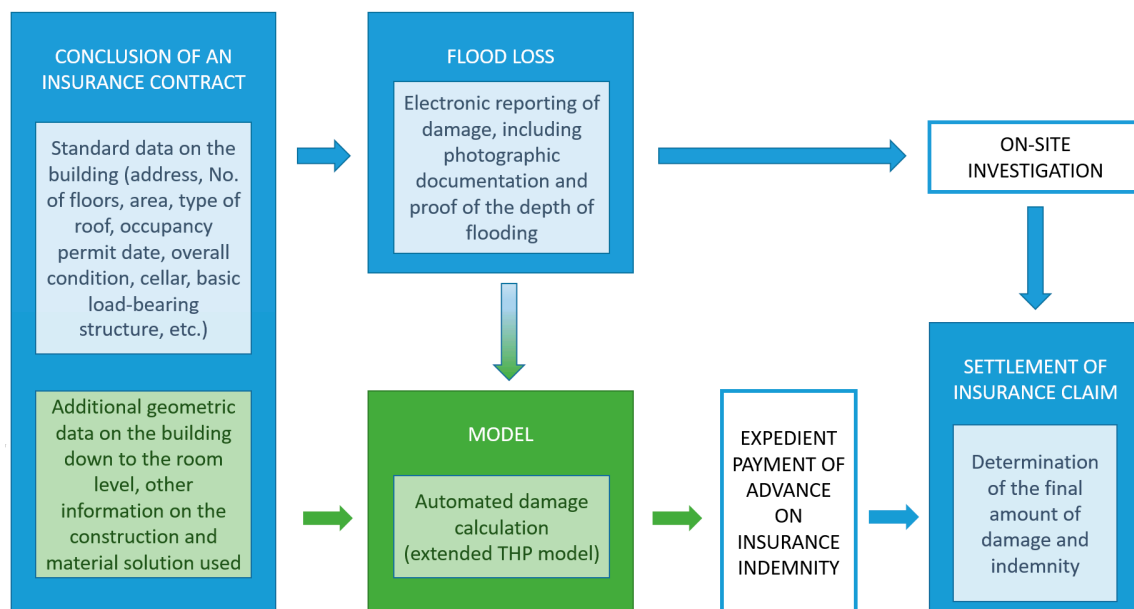 CONCLUSION OF AN
INSURANCE CONTRACT
Standard data on the
building (address, No.
of floors, area, type of
roof, occupancy
permit date, overall
condition, cellar, basic
load-bearing
structure, etc.)
Additional geometric
data on the building
down to the room
level, other
information on the
construction and
material solution used
FLOOD LOSS
Electronic reporting of
damage, including
photographic
documentation and
proof of the depth of
flooding
MODEL
Automated damage
calculation
(extended THP model)
EXPEDIENT
PAYMENT OF
ADVANCE
ON
INSURANCE
INDEMNITY
ON-SITE
INVESTIGATION
SETTLEMENT OF
INSURANCE CLAIM
Determination
of the final
amount of
damage and
indemnity